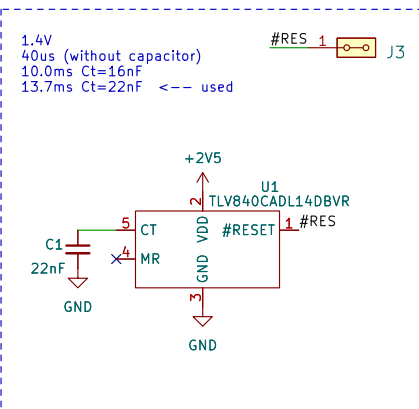 1.4V
40us (without capacitor)
10.0ms Ct=16nF
13.7ms Ct=22nF <-- used
#RES 1 J3
+2V5
U1
TLV840CADL14DBVR
2
VDD
5 CT
#RESET 1 #RES
C1
22nF
4 MR
GND
3
GND
GND